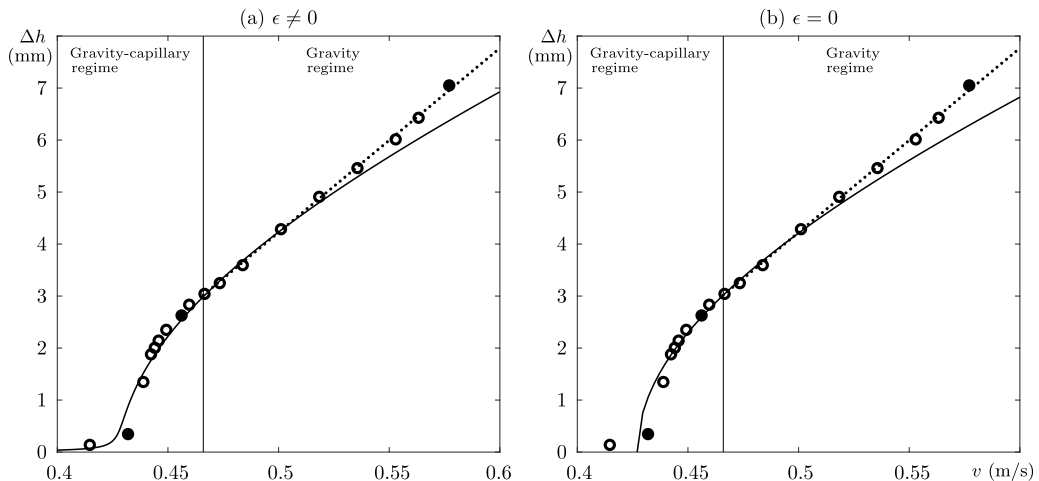 (a) ϵ ≠ 0
(b) ϵ = 0
Δh
(mm)
Gravity-capillary
regime
Gravity
regime
7
6
5
4
3
2
1
0
0.4
0.45
0.5
0.55
0.6
Δh
(mm)
Gravity-capillary
regime
Gravity
regime
7
6
5
4
3
2
1
0
0.4
0.45
0.5
0.55
v (m/s)